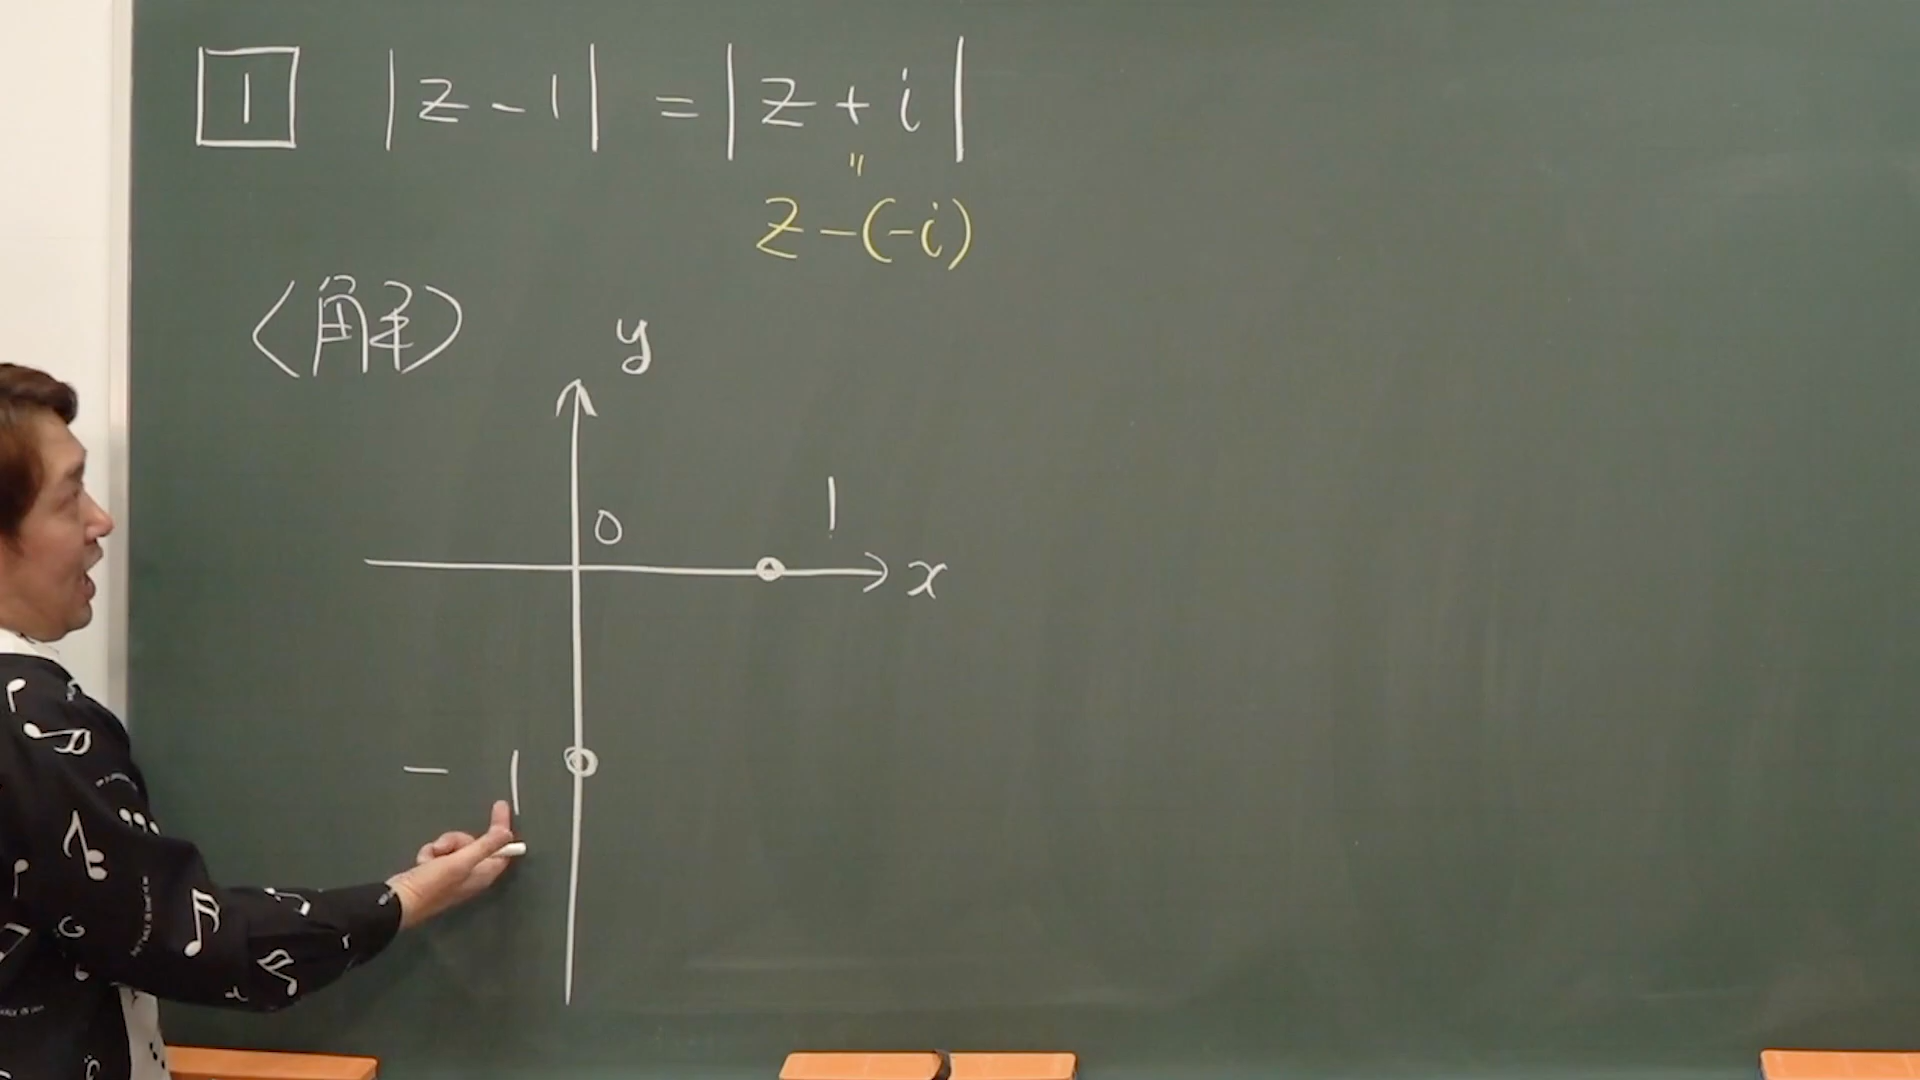 1 |z-1| = |z+i|
"
z-(-i)
〈解〉
y
0
1
x
-1